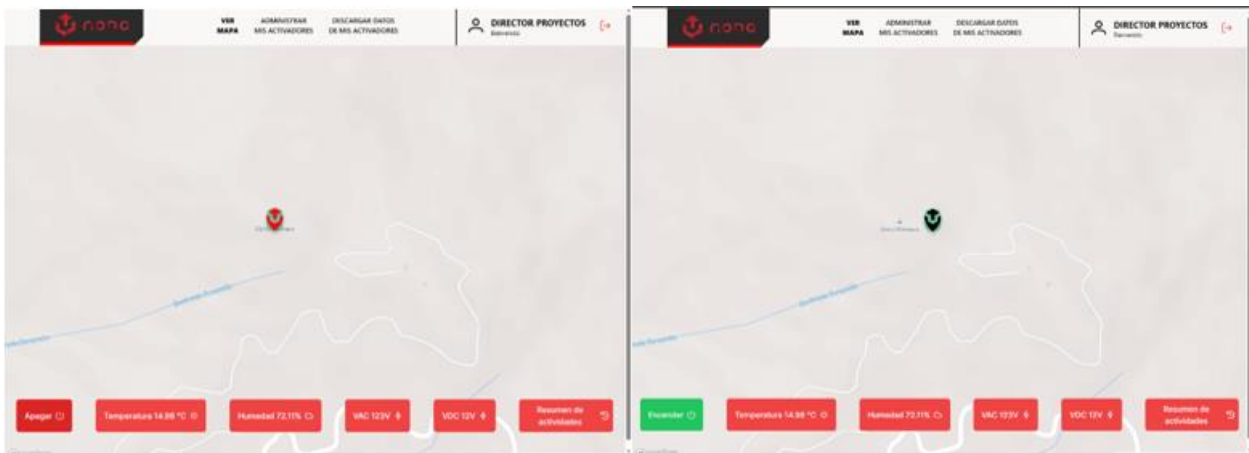 nono
VER
MAPA
ADMINISTRAR
MIS ACTIVADORES
DESCARGAR DATOS
DE MIS ACTIVADORES
DIRECTOR PROYECTOS
Bienvenido
Apagar
Temperatura 14.98 °C
Humedad 72.11%
VAC 123V
VDC 12V
Resumen de
actividades
nono
VER
MAPA
ADMINISTRAR
MIS ACTIVADORES
DESCARGAR DATOS
DE MIS ACTIVADORES
DIRECTOR PROYECTOS
Bienvenido
Encender
Temperatura 14.98 °C
Humedad 72.11%
VAC 123V
VDC 12V
Resumen de
actividades